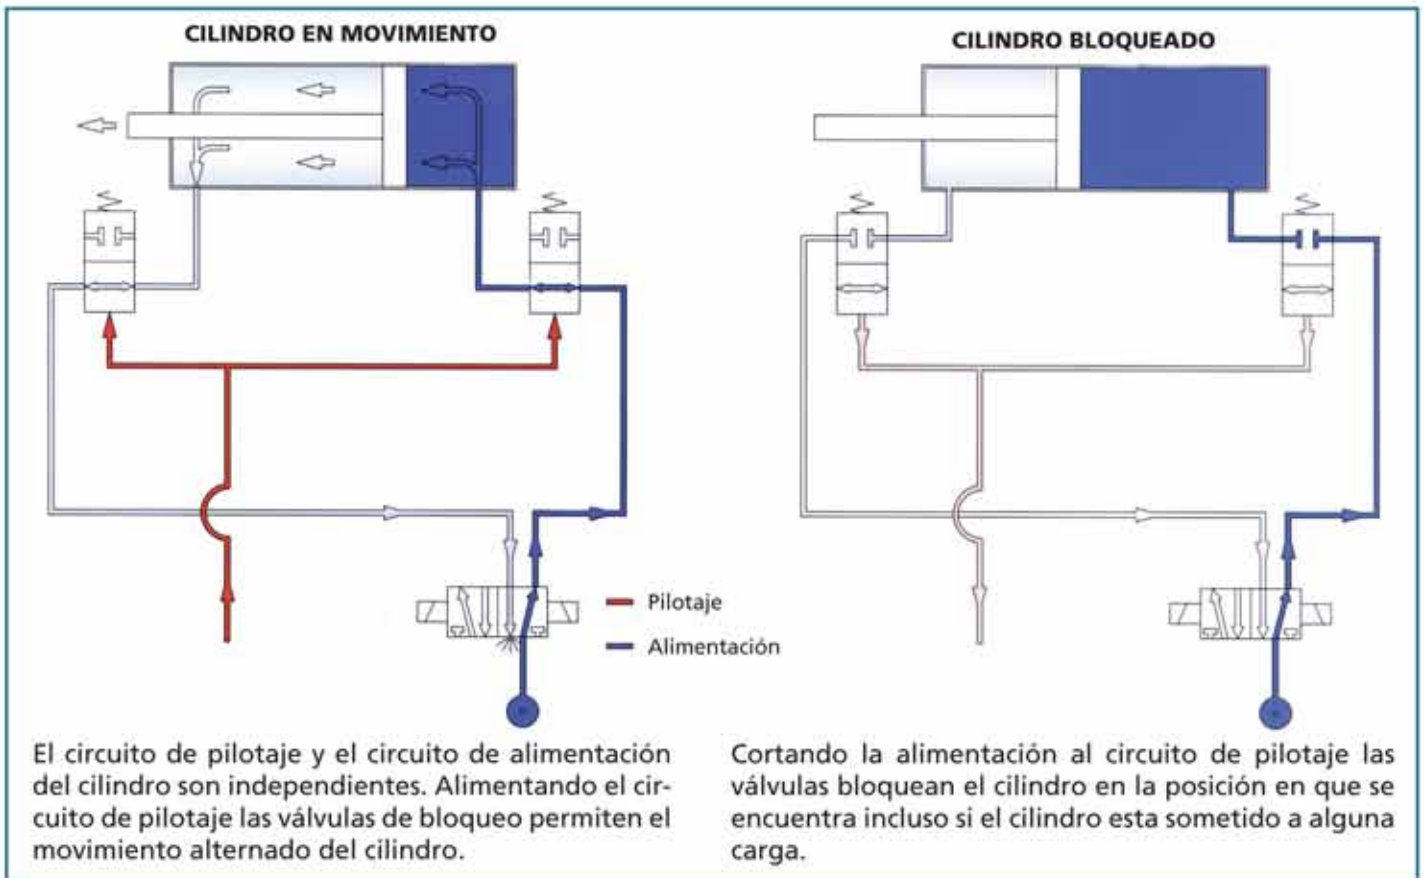 CILINDRO EN MOVIMIENTO
CILINDRO BLOQUEADO
Pilotaje
Alimentación
El circuito de pilotaje y el circuito de alimentación
del cilindro son independientes. Alimentando el cir-
cuito de pilotaje las válvulas de bloqueo permiten el
movimiento alternado del cilindro.
Cortando la alimentación al circuito de pilotaje las
válvulas bloquean el cilindro en la posición en que se
encuentra incluso si el cilindro esta sometido a alguna
carga.